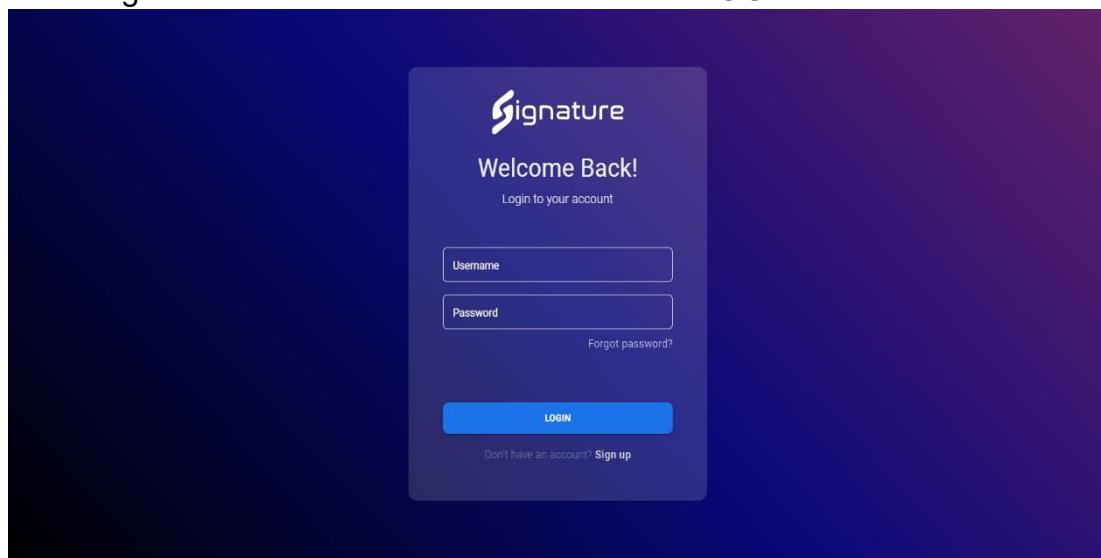 Signature
Welcome Back!
Login to your account
Username
Password
Forgot password?
LOGIN
Don't have an account? Sign up